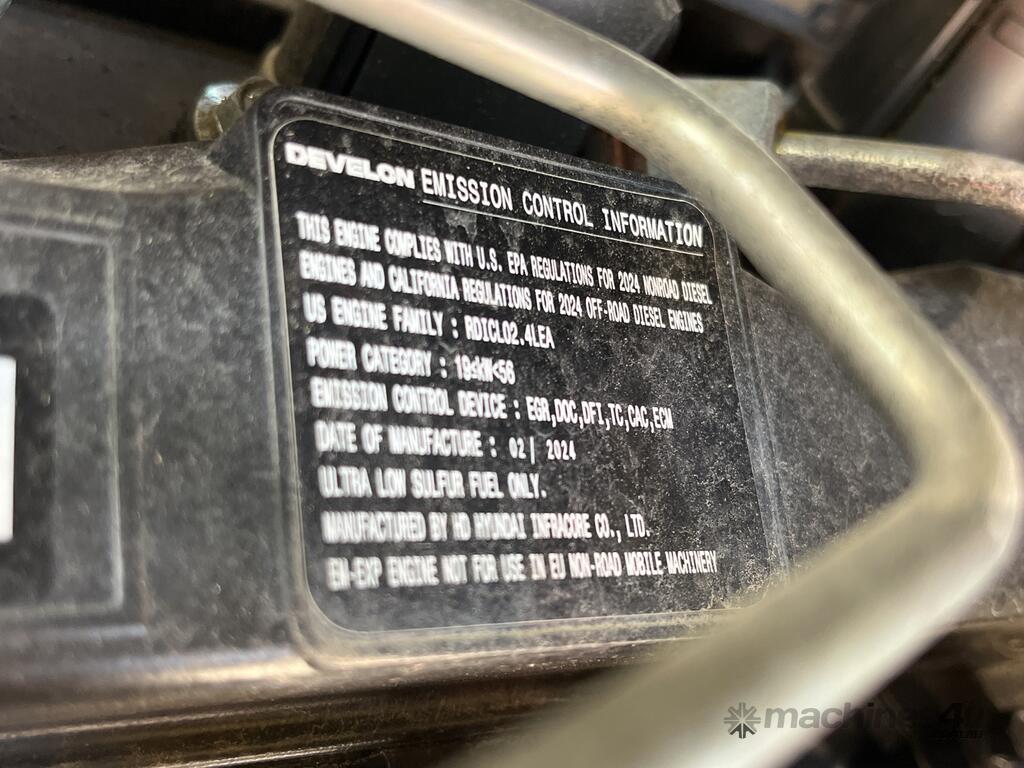 DEVELON EMISSION CONTROL INFORMATION
THIS ENGINE COMPLIES WITH U.S. EPA REGULATIONS FOR 2024 NONROAD DIESEL
ENGINES AND CALIFORNIA REGULATIONS FOR 2024 OFF-ROAD DIESEL ENGINES
US ENGINE FAMILY : RDICL02.4LEA
POWER CATEGORY : 19≤kW<56
EMISSION CONTROL DEVICE : EGR,DOC,DFI,TC,CAC,ECM
DATE OF MANUFACTURE : 02 | 2024
ULTRA LOW SULFUR FUEL ONLY.
MANUFACTURED BY HD HYUNDAI INFRACORE CO., LTD.
EM-EXP ENGINE NOT FOR USE IN EU NON-ROAD MOBILE MACHINERY
machines4u